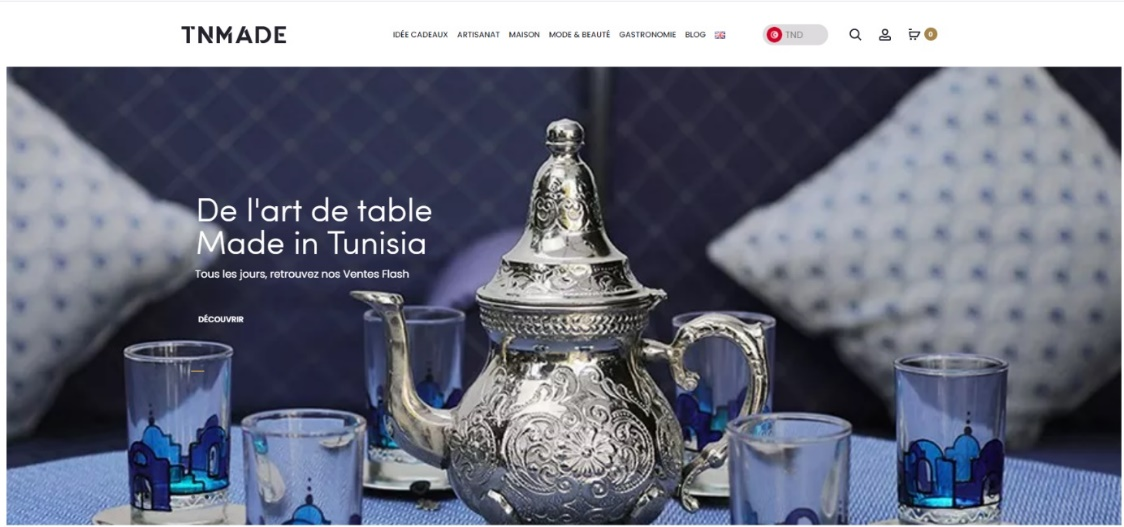 TNMADE
IDÉE CADEAUX ARTISANAT MAISON MODE & BEAUTÉ GASTRONOMIE BLOG
TND
0
De l'art de table
Made in Tunisia
Tous les jours, retrouvez nos Ventes Flash
DÉCOUVRIR